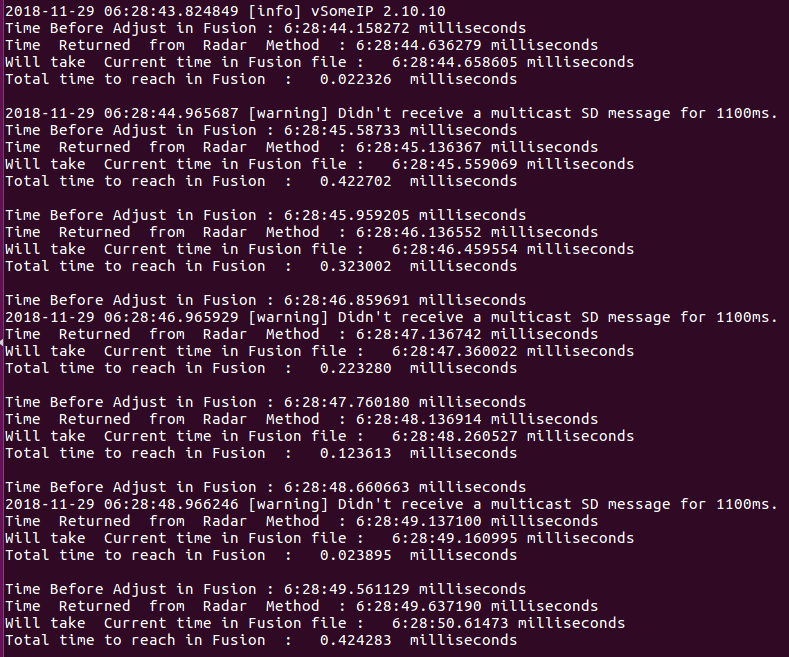 2018-11-29 06:28:43.824849 [info] vSomeIP 2.10.10
Time Before Adjust in Fusion : 6:28:44.158272 milliseconds
Time  Returned  from  Radar  Method  : 6:28:44.636279 milliseconds
Will take  Current time in Fusion file :   6:28:44.658605 milliseconds
Total time to reach in Fusion  :   0.022326  milliseconds

2018-11-29 06:28:44.965687 [warning] Didn't receive a multicast SD message for 1100ms.
Time Before Adjust in Fusion : 6:28:45.58733 milliseconds
Time  Returned  from  Radar  Method  : 6:28:45.136367 milliseconds
Will take  Current time in Fusion file :   6:28:45.559069 milliseconds
Total time to reach in Fusion  :   0.422702  milliseconds

Time Before Adjust in Fusion : 6:28:45.959205 milliseconds
Time  Returned  from  Radar  Method  : 6:28:46.136552 milliseconds
Will take  Current time in Fusion file :   6:28:46.459554 milliseconds
Total time to reach in Fusion  :   0.323002  milliseconds

Time Before Adjust in Fusion : 6:28:46.859691 milliseconds
2018-11-29 06:28:46.965929 [warning] Didn't receive a multicast SD message for 1100ms.
Time  Returned  from  Radar  Method  : 6:28:47.136742 milliseconds
Will take  Current time in Fusion file :   6:28:47.360022 milliseconds
Total time to reach in Fusion  :   0.223280  milliseconds

Time Before Adjust in Fusion : 6:28:47.760180 milliseconds
Time  Returned  from  Radar  Method  : 6:28:48.136914 milliseconds
Will take  Current time in Fusion file :   6:28:48.260527 milliseconds
Total time to reach in Fusion  :   0.123613  milliseconds

Time Before Adjust in Fusion : 6:28:48.660663 milliseconds
2018-11-29 06:28:48.966246 [warning] Didn't receive a multicast SD message for 1100ms.
Time  Returned  from  Radar  Method  : 6:28:49.137100 milliseconds
Will take  Current time in Fusion file :   6:28:49.160995 milliseconds
Total time to reach in Fusion  :   0.023895  milliseconds

Time Before Adjust in Fusion : 6:28:49.561129 milliseconds
Time  Returned  from  Radar  Method  : 6:28:49.637190 milliseconds
Will take  Current time in Fusion file :   6:28:50.61473 milliseconds
Total time to reach in Fusion  :   0.424283  milliseconds